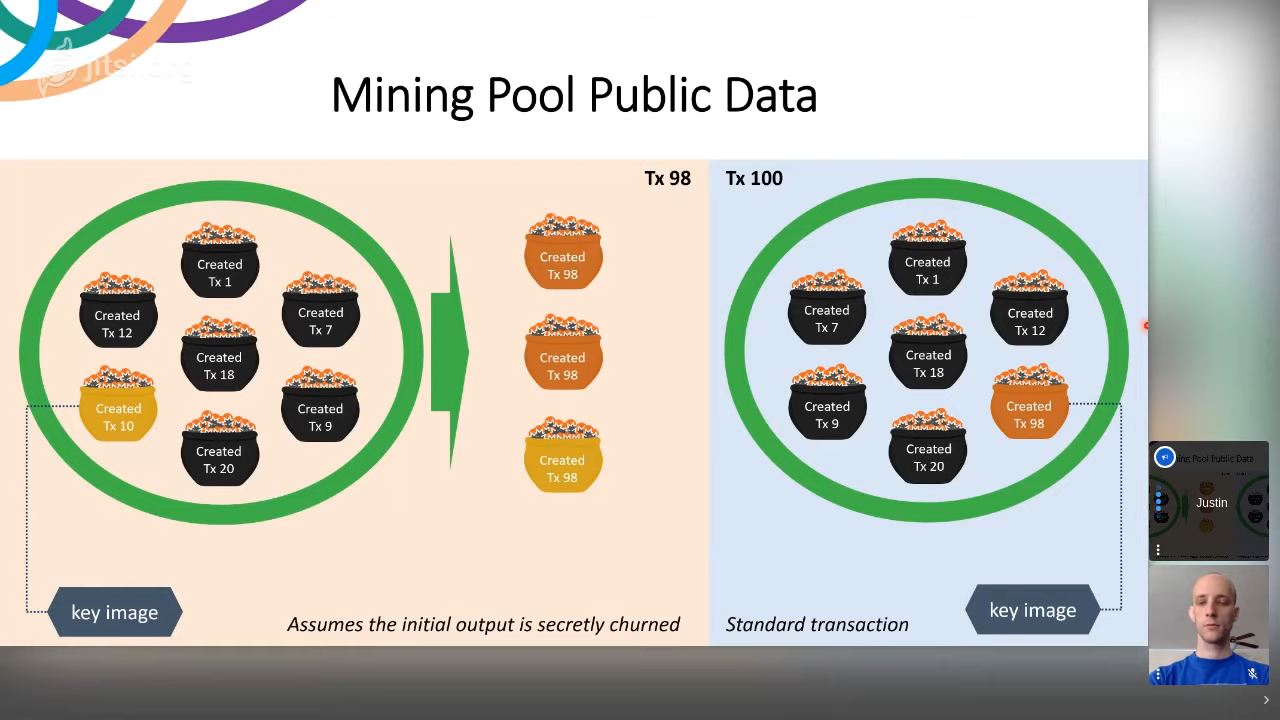 jitsi.org
Mining Pool Public Data
Tx 98
Created
Tx 1
Created
Tx 12
Created
Tx 7
Created
Tx 18
Created
Tx 10
Created
Tx 9
Created
Tx 20
Created
Tx 98
Created
Tx 98
Created
Tx 98
key image
Assumes the initial output is secretly churned
Tx 100
Created
Tx 1
Created
Tx 7
Created
Tx 12
Created
Tx 18
Created
Tx 9
Created
Tx 98
Created
Tx 20
Standard transaction
key image
ing Pool Public Data
Justin